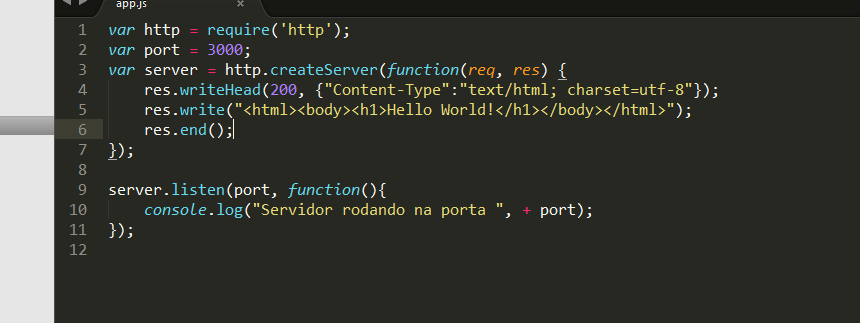 app.js ×
1 var http = require('http');
2 var port = 3000;
3 var server = http.createServer(function(req, res) {
4     res.writeHead(200, {"Content-Type":"text/html; charset=utf-8"});
5     res.write("<html><body><h1>Hello World!</h1></body></html>");
6     res.end();
7 });
8
9 server.listen(port, function(){
10     console.log("Servidor rodando na porta ", + port);
11 });
12